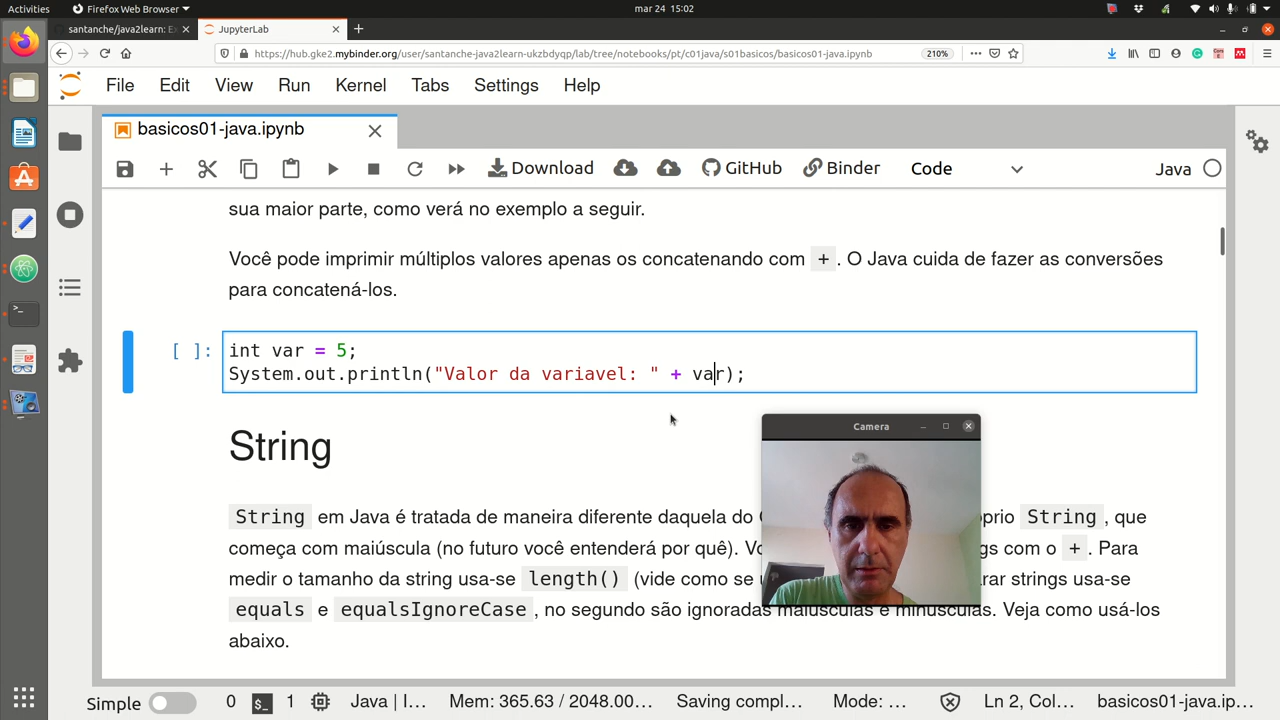 Activities
Firefox Web Browser
mar 24 15:02
santanche/java2learn: E
JupyterLab
https://hub.gke2.mybinder.org/user/santanche-java2learn-ukzbdyqp/lab/tree/notebooks/pt/c01java/s01basicos/basicos01-java.ipynb
210%
File Edit View Run Kernel Tabs Settings Help
basicos01-java.ipynb
Download GitHub Binder Code Java
sua maior parte, como verá no exemplo a seguir.
Você pode imprimir múltiplos valores apenas os concatenando com + . O Java cuida de fazer as conversões
para concatená-los.
[ ]: int var = 5;
System.out.println("Valor da variavel: " + var);
Camera
String
String em Java é tratada de maneira diferente daquela do
prio String , que
começa com maiúscula (no futuro você entenderá por quê). Vo
gs com o + . Para
medir o tamanho da string usa-se length() (vide como se
rar strings usa-se
equals e equalsIgnoreCase , no segundo são ignoradas maiúsculas e minúsculas. Veja como usá-los
abaixo.
Simple 0 1 Java | I... Mem: 365.63 / 2048.00... Saving compl... Mode: ... Ln 2, Col... basicos01-java.ip...